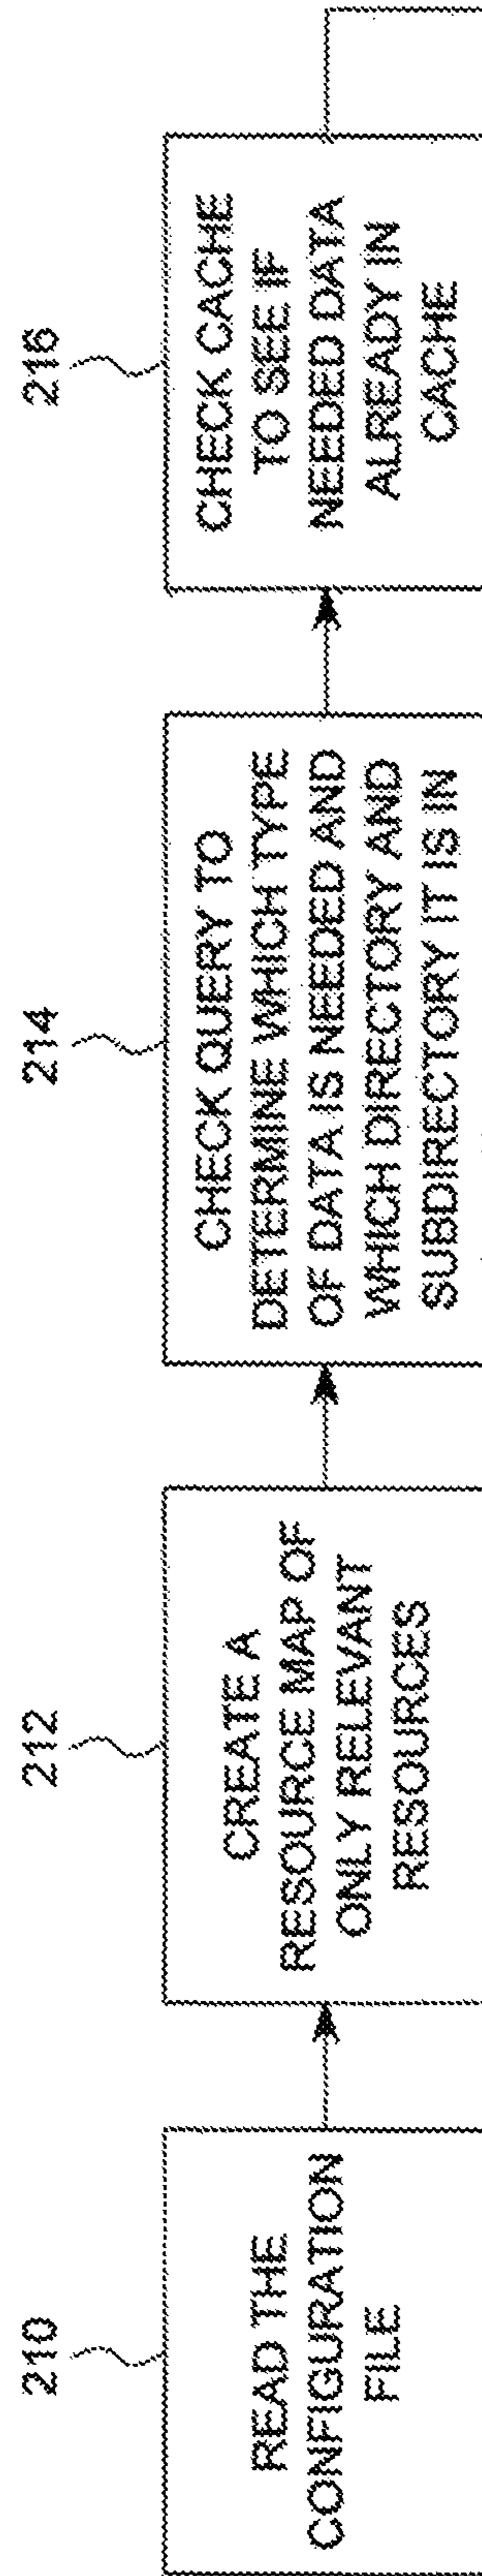 210
READ THE
CONFIGURATION
FILE
212
CREATE A
RESOURCE MAP OF
ONLY RELEVANT
RESOURCES
214
CHECK QUERY TO
DETERMINE WHICH TYPE
OF DATA IS NEEDED AND
WHICH DIRECTORY AND
SUBDIRECTORY IT IS IN
216
CHECK CACHE
TO SEE IF
NEEDED DATA
ALREADY IN
CACHE